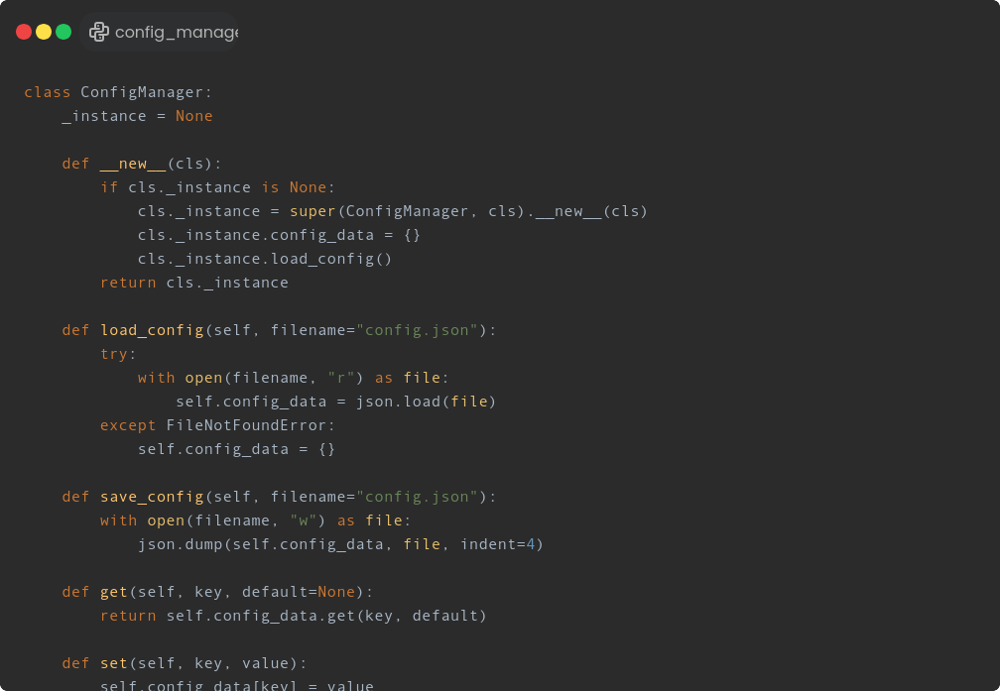 config_manage
class ConfigManager:
    _instance = None

    def __new__(cls):
        if cls._instance is None:
            cls._instance = super(ConfigManager, cls).__new__(cls)
            cls._instance.config_data = {}
            cls._instance.load_config()
        return cls._instance

    def load_config(self, filename="config.json"):
        try:
            with open(filename, "r") as file:
                self.config_data = json.load(file)
        except FileNotFoundError:
            self.config_data = {}

    def save_config(self, filename="config.json"):
        with open(filename, "w") as file:
            json.dump(self.config_data, file, indent=4)

    def get(self, key, default=None):
        return self.config_data.get(key, default)

    def set(self, key, value):
        self.config_data[key] = value